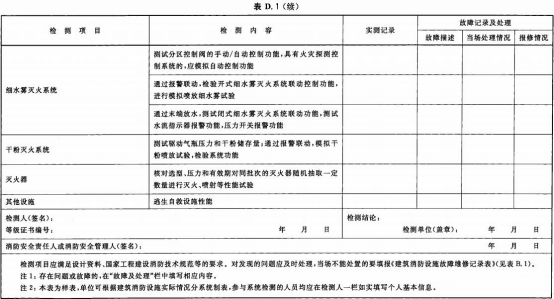 表 D.1（续）
检 测 项 目
检 测 内 容
实测记录
故障记录及处理
故障描述
当场处理情况
报修情况
细水雾灭火系统
测试分区控制阀的手动/自动控制功能，具有火灾探测控
制系统的，应模拟自动控制功能
通过报警联动，检验开式细水雾灭火系统联动控制功能，
进行模拟喷放细水雾试验
通过末端放水，测试闭式细水雾灭火系统联动功能，测试
水流指示器报警功能，压力开关报警功能
干粉灭火系统
测试驱动气瓶压力和干粉储存量；通过报警联动，模拟干
粉喷放试验，检验系统功能
灭火器
核对选型、压力和有效期对同批次的灭火器随机抽取一定
数量进行灭火、喷射等性能试验
其他设施
逃生自救设施性能
检测人(签名)：
等级证书编号： 年 月 日
检测结论：
检测单位(盖章)： 年 月 日
消防安全责任人或消防安全管理人(签名)： 年 月 日
检测项目应满足设计资料、国家工程建设消防技术规范等的要求。对发现的问题应及时处理，当场不能处置的要填报《建筑消防设施故障维修记录表》(见表 B.1)。
注 1：存在问题或故障的，在“故障及处理”栏中填写相应内容。
注 2：本表为样表，单位可根据建筑消防设施实际情况分系统制表，参与系统检测的人员均应在检测人一栏如实填写个人基本信息。